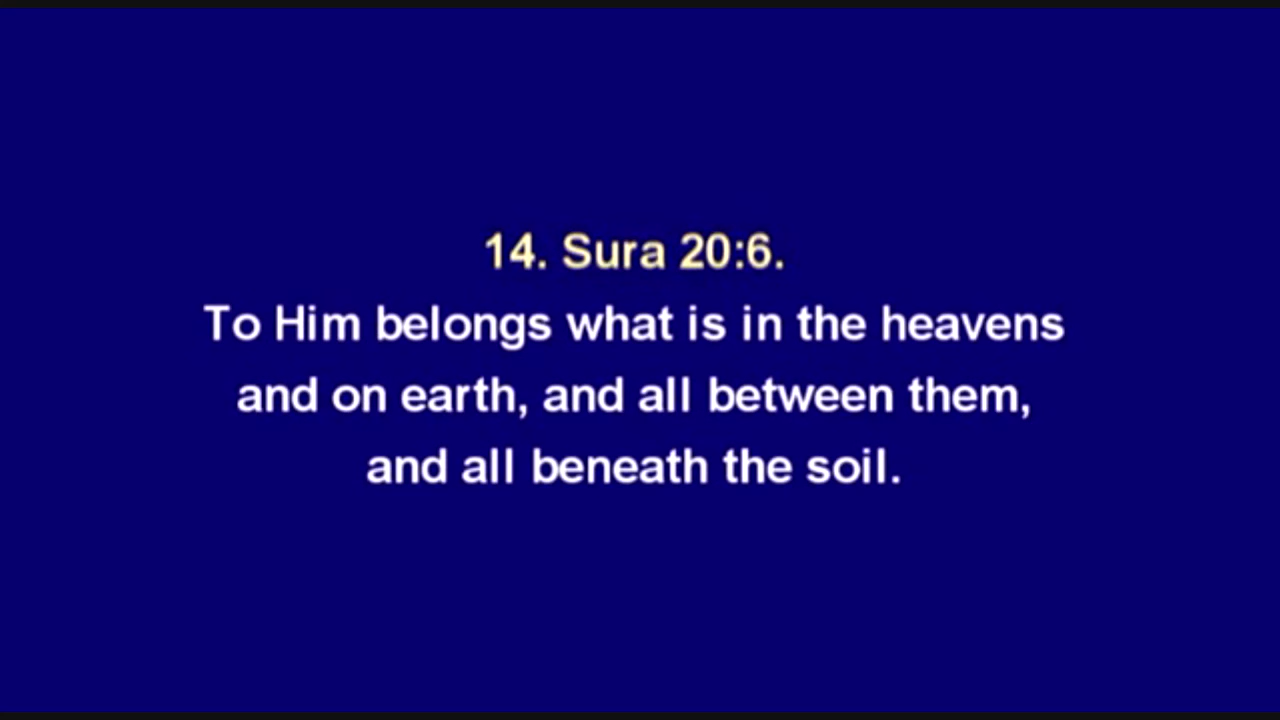 14. Sura 20:6.
To Him belongs what is in the heavens
and on earth, and all between them,
and all beneath the soil.